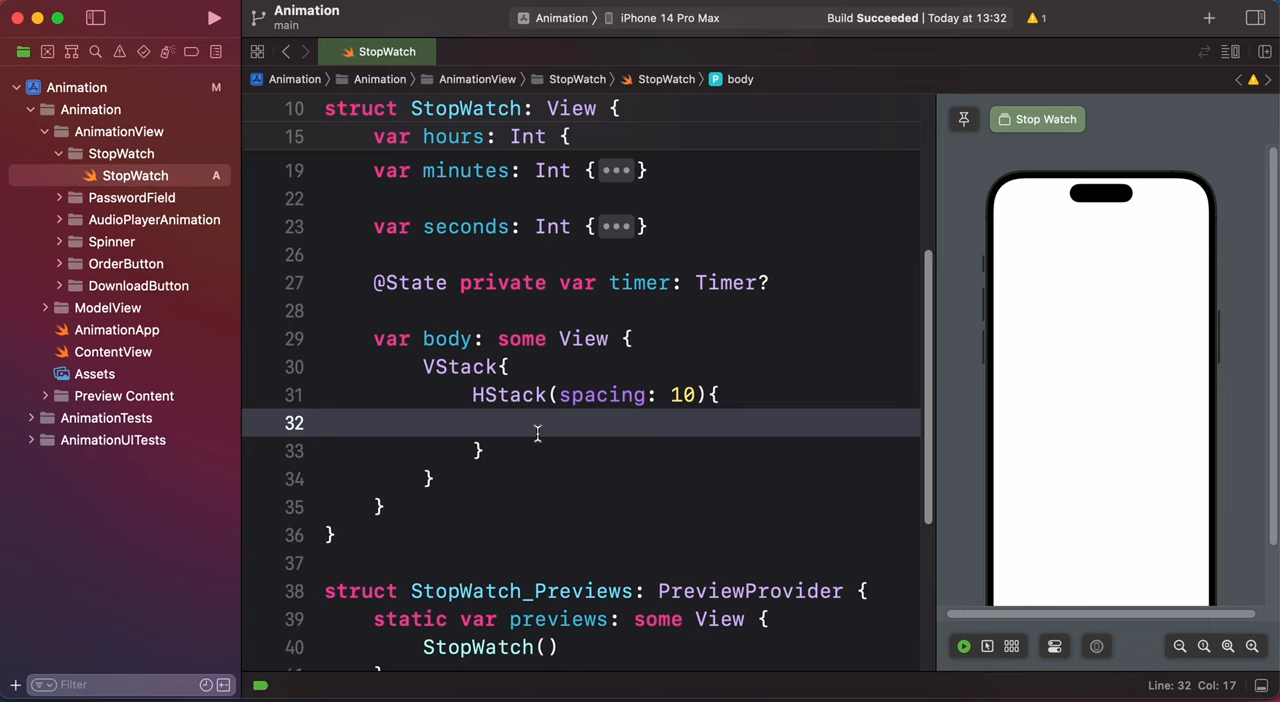 Animation
main
Animation 〉 iPhone 14 Pro Max
Build Succeeded | Today at 13:32
1
StopWatch
Animation 〉 Animation 〉 AnimationView 〉 StopWatch 〉 StopWatch 〉 P body
Animation M
Animation
AnimationView
StopWatch
StopWatch A
PasswordField
AudioPlayerAnimation
Spinner
OrderButton
DownloadButton
ModelView
AnimationApp
ContentView
Assets
Preview Content
AnimationTests
AnimationUITests
Filter
10 struct StopWatch: View {
15 var hours: Int {
19 var minutes: Int {•••}
22
23 var seconds: Int {•••}
26
27 @State private var timer: Timer?
28
29 var body: some View {
30 VStack{
31 HStack(spacing: 10){
32
33 }
34 }
35 }
36 }
37
38 struct StopWatch_Previews: PreviewProvider {
39 static var previews: some View {
40 StopWatch()
Stop Watch
Line: 32 Col: 17